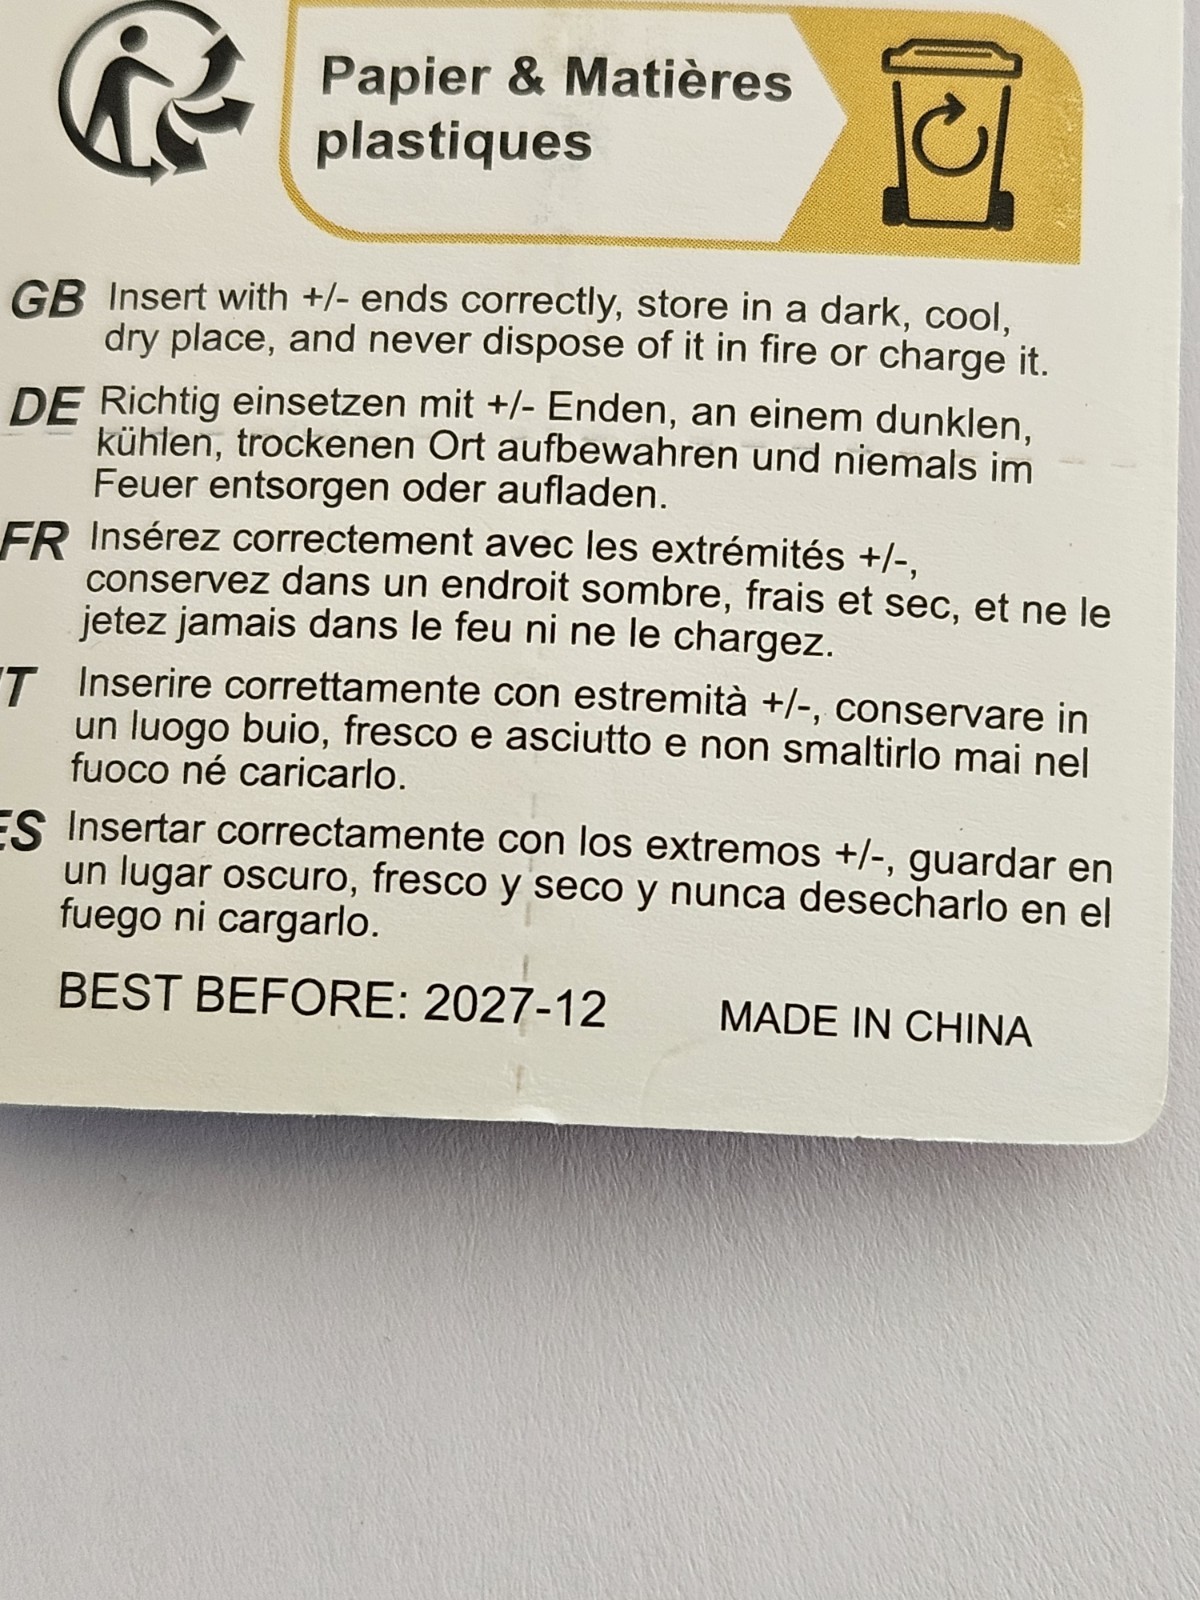 Papier & Matières
plastiques
GB Insert with +/- ends correctly, store in a dark, cool,
dry place, and never dispose of it in fire or charge it.
DE Richtig einsetzen mit +/- Enden, an einem dunklen,
kühlen, trockenen Ort aufbewahren und niemals im
Feuer entsorgen oder aufladen.
FR Insérez correctement avec les extrémités +/-,
conservez dans un endroit sombre, frais et sec, et ne le
jetez jamais dans le feu ni ne le chargez.
IT Inserire correttamente con estremità +/-, conservare in
un luogo buio, fresco e asciutto e non smaltirlo mai nel
fuoco né caricarlo.
ES Insertar correctamente con los extremos +/-, guardar en
un lugar oscuro, fresco y seco y nunca desecharlo en el
fuego ni cargarlo.
BEST BEFORE: 2027-12 MADE IN CHINA